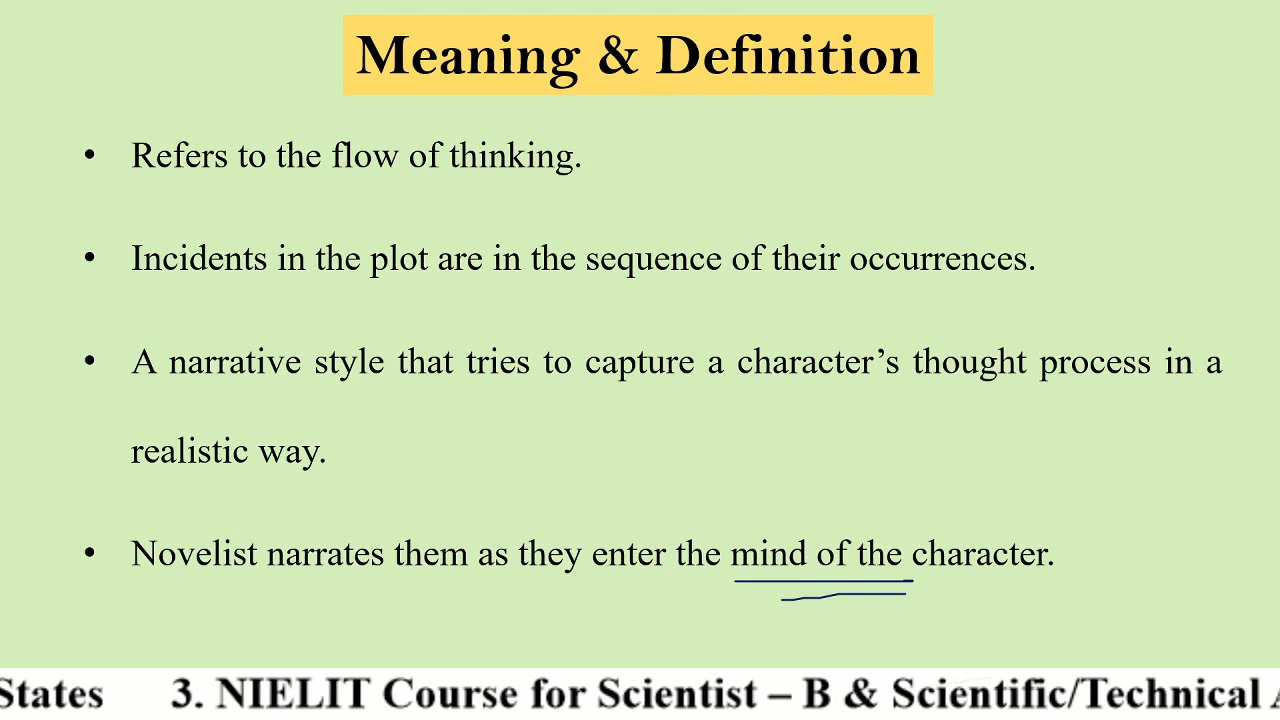 Meaning & Definition
• Refers to the flow of thinking.
• Incidents in the plot are in the sequence of their occurrences.
• A narrative style that tries to capture a character’s thought process in a
realistic way.
• Novelist narrates them as they enter the mind of the character.
States 3. NIELIT Course for Scientist – B & Scientific/Technical